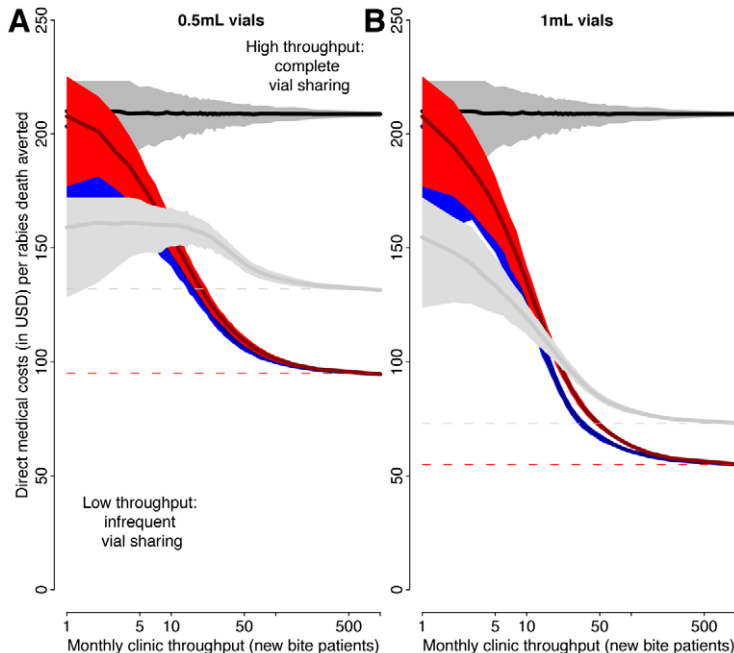 A
0.5mL vials
B
1mL vials
High throughput:
complete
vial sharing
Low throughput:
infrequent
vial sharing
Direct medical costs (in USD) per rabies death averted
250
200
150
100
50
0
250
200
150
100
50
0
1 5 10 50 500
1 5 10 50 500
Monthly clinic throughput (new bite patients)
Monthly clinic throughput (new bite patients)